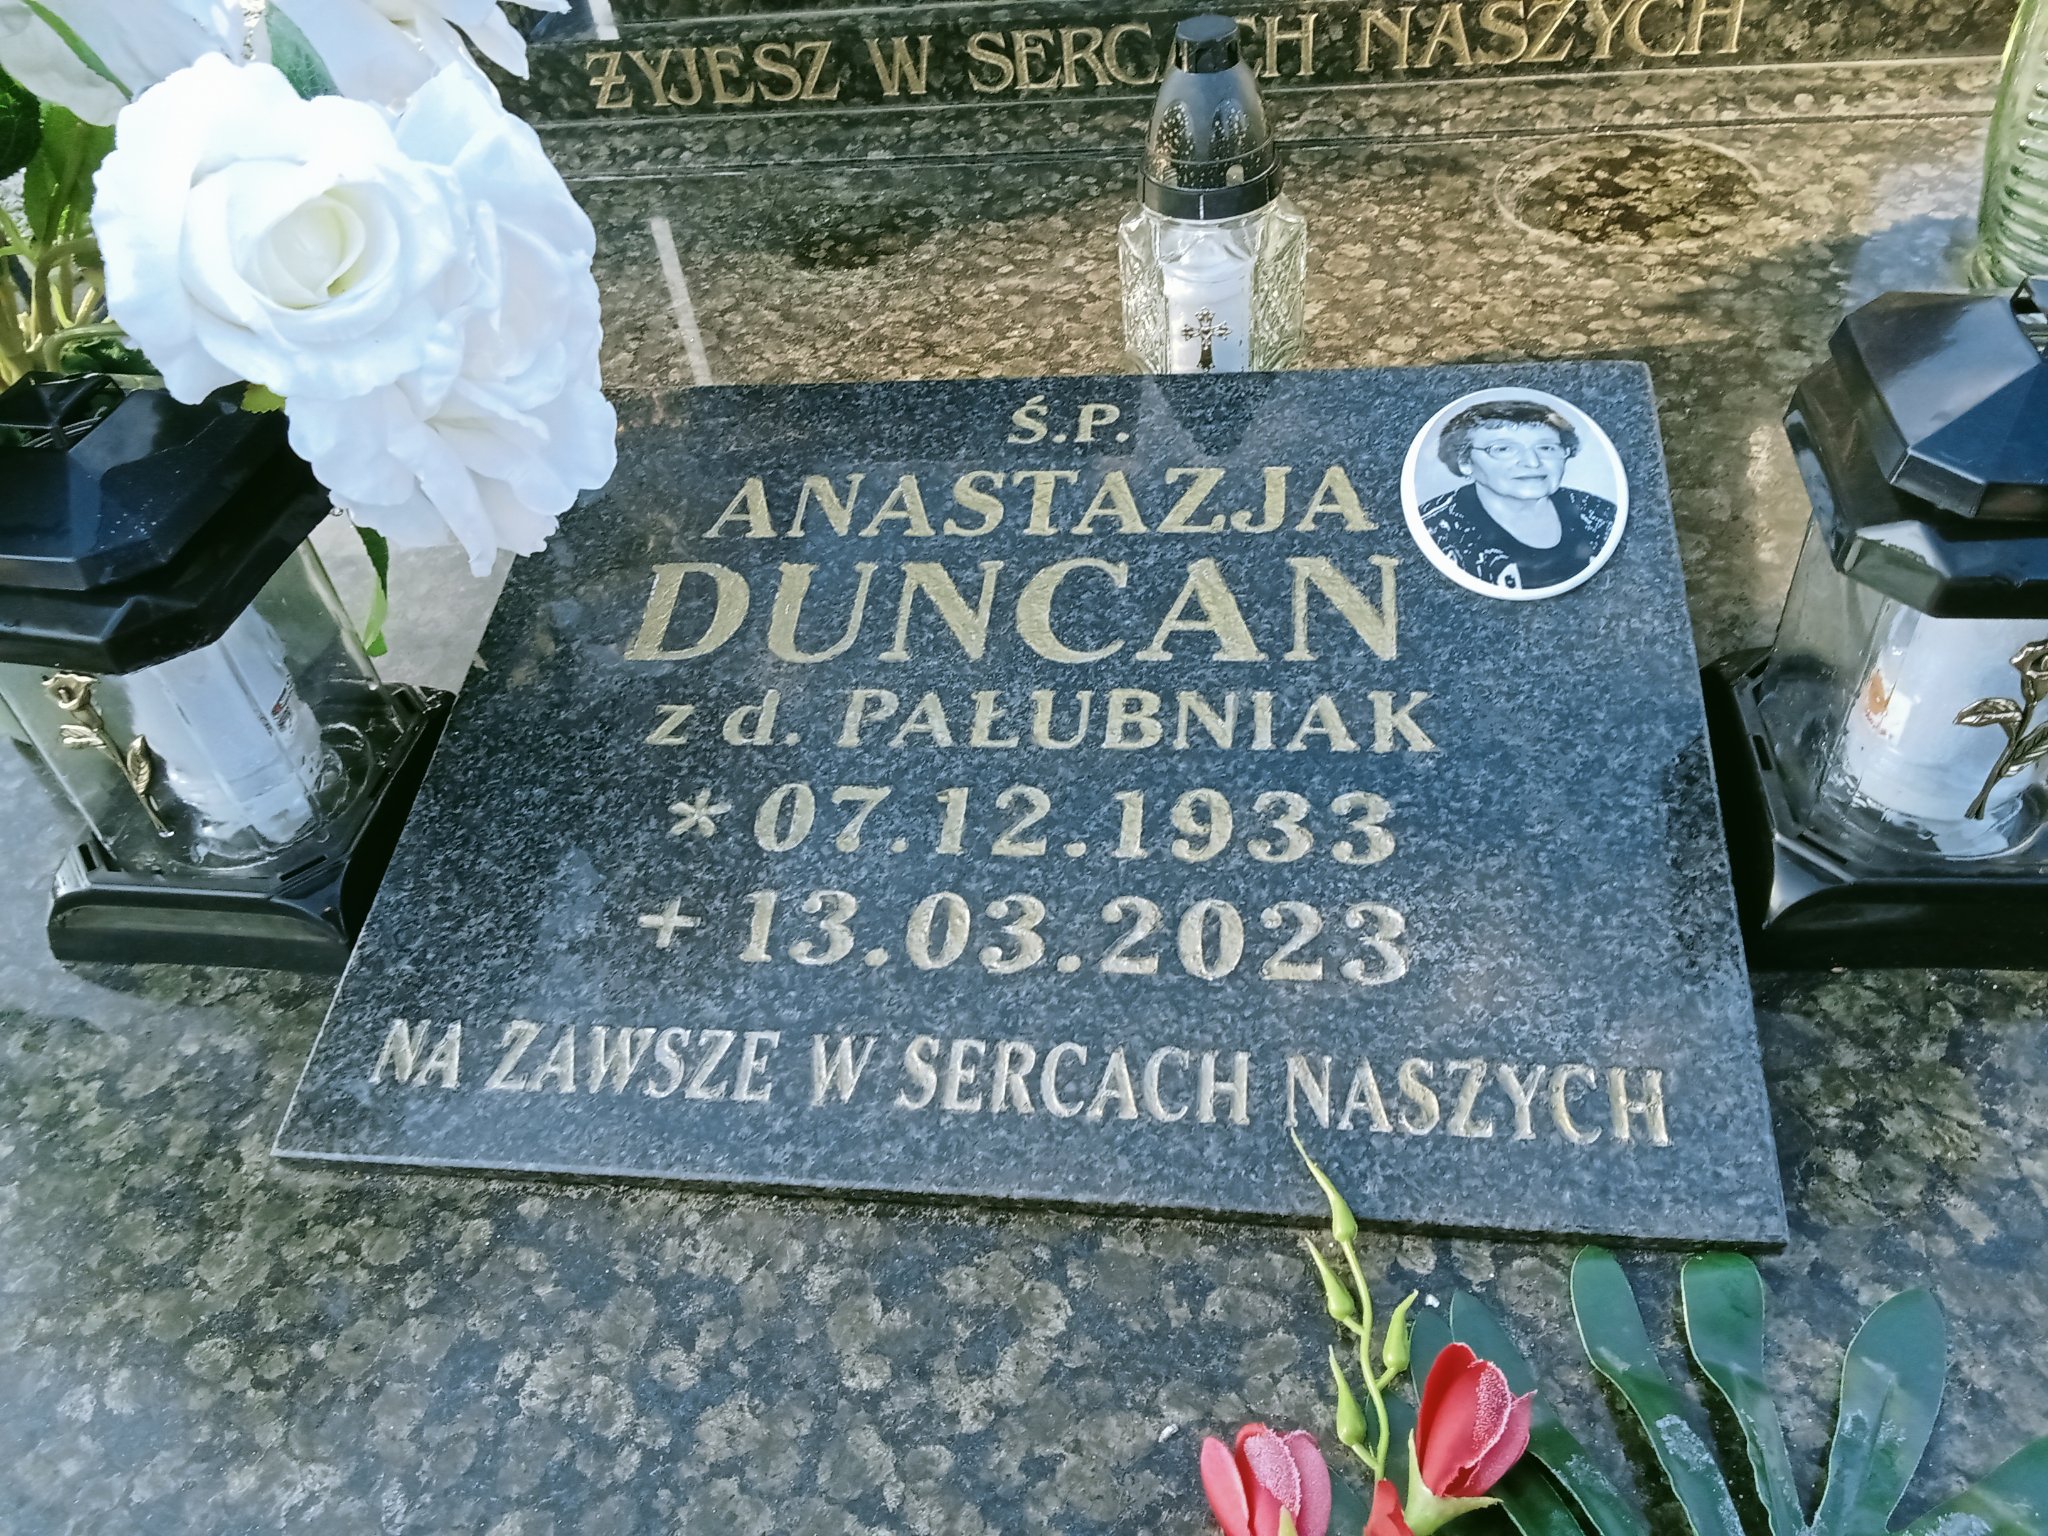 ŻYJESZ W SERCACH NASZYCH
Ś.P.
ANASTAZJA
DUNCAN
z d. PAŁUBNIAK
* 07.12.1933
+ 13.03.2023
NA ZAWSZE W SERCACH NASZYCH